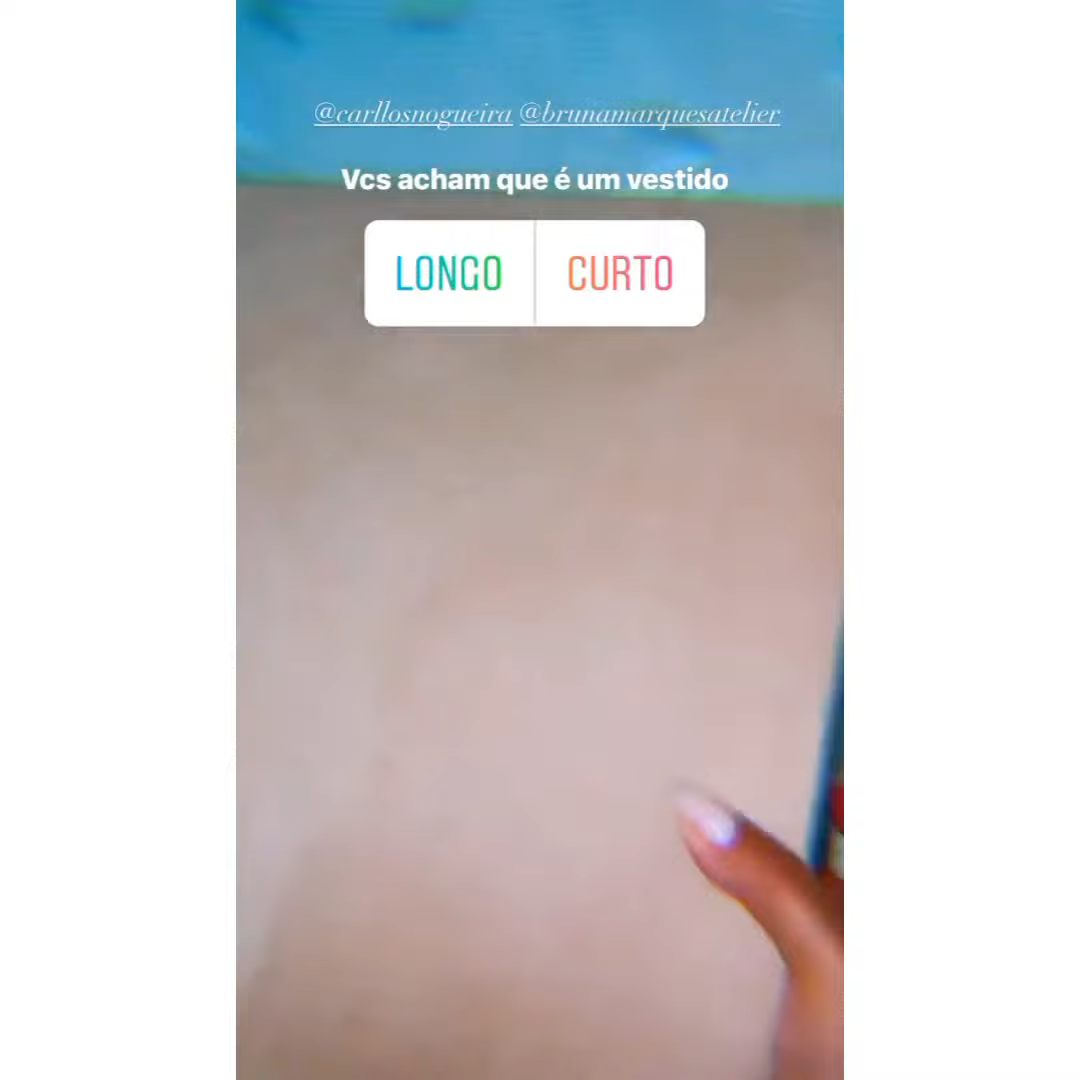 @carllosnogueira @brunamarquesatelier
Vcs acham que é um vestido
LONGO CURTO